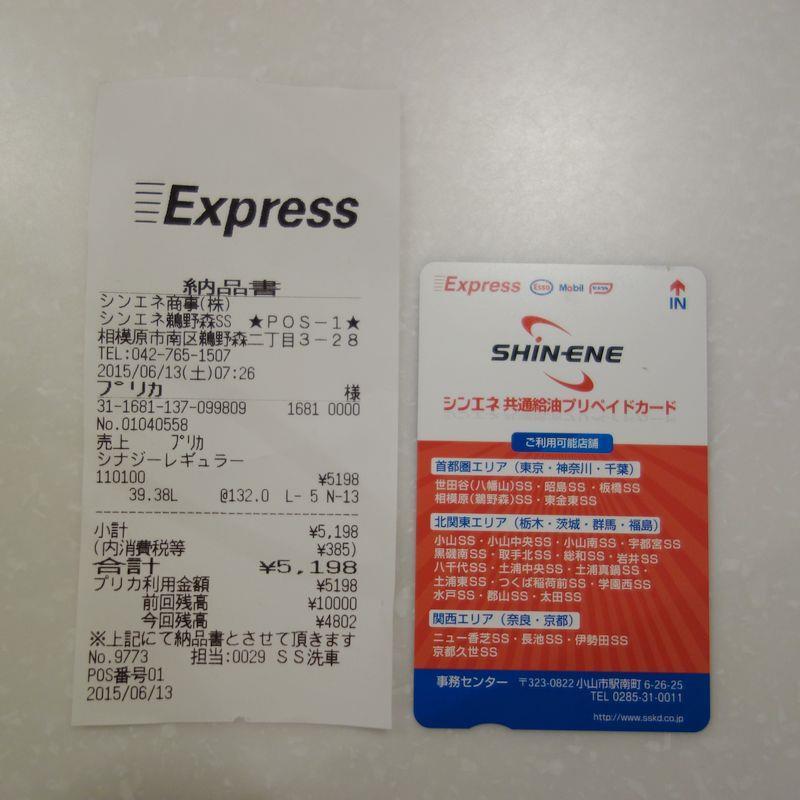 Express
納品書
シンエネ商事(株)
シンエネ鵜野森SS ★POS-1★
相模原市南区鵜野森二丁目3-28
TEL:042-765-1507
2015/06/13(土)07:26
プリカ 様
31-1681-137-099809 1681 0000
No.01040558
売上 プリカ
シナジーレギュラー
110100 ¥5198
39.38L @132.0 L- 5 N-13
小計 ¥5,198
(内消費税等 ¥385)
合計 ¥5,198
プリカ利用金額 ¥5198
前回残高 ¥10000
今回残高 ¥4802
※上記にて納品書とさせて頂きます
No.9773 担当:0029 SS洗車
POS番号01
2015/06/13
Express Esso Mobil ゼネラル
IN
SHIN-ENE
シンエネ 共通給油プリペイドカード
ご利用可能店舗
首都圏エリア（東京・神奈川・千葉）
世田谷(八幡山)SS・昭島SS・板橋SS
相模原(鵜野森)SS・東金東SS
北関東エリア（栃木・茨城・群馬・福島）
小山SS・小山中央SS・小山南SS・宇都宮SS
黒磯南SS・取手北SS・総和SS・岩井SS
八千代SS・土浦中央SS・土浦真鍋SS・
土浦東SS・つくば稲荷前SS・学園西SS
水戸SS・郡山SS・太田SS
関西エリア（奈良・京都）
ニュー香芝SS・長池SS・伊勢田SS
京都久世SS
事務センター 〒323-0822 小山市駅南町 6-26-25
TEL 0285-31-0011
http://www.sskd.co.jp